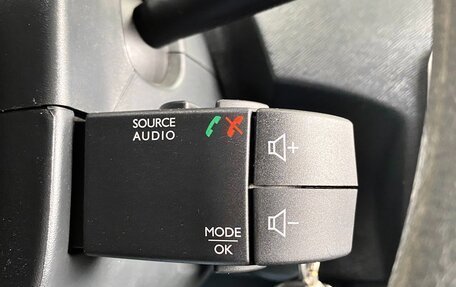 SOURCE
AUDIO
+
-
MODE
OK